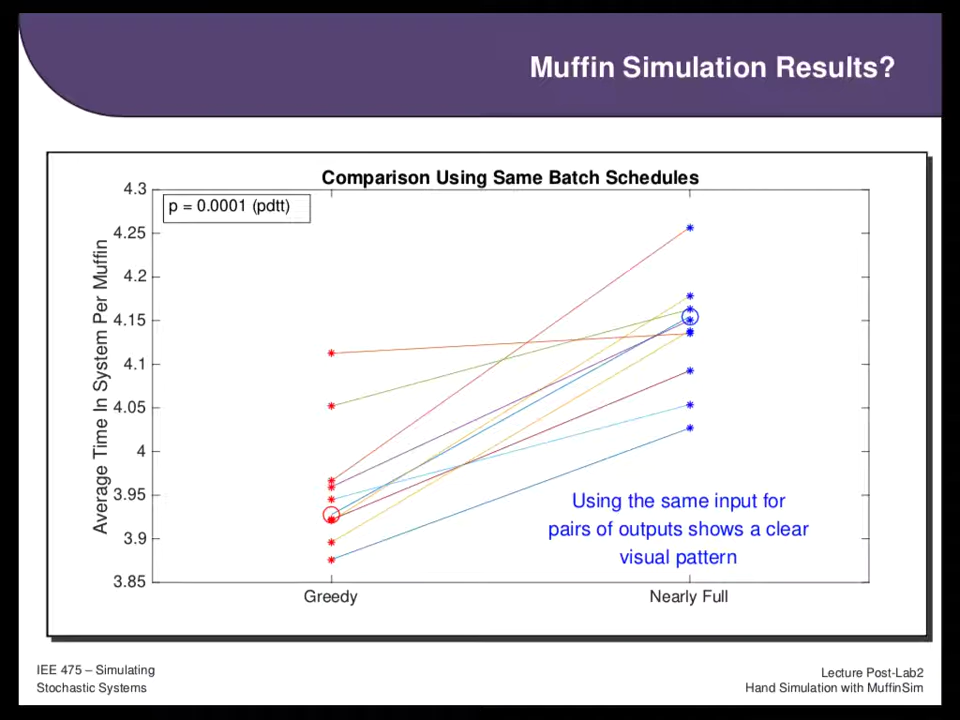 Muffin Simulation Results?
Comparison Using Same Batch Schedules
p = 0.0001 (pdtt)
Average Time In System Per Muffin
4.3
4.25
4.2
4.15
4.1
4.05
4
3.95
3.9
3.85
Using the same input for
pairs of outputs shows a clear
visual pattern
Greedy
Nearly Full
IEE 475 – Simulating
Stochastic Systems
Lecture Post-Lab2
Hand Simulation with MuffinSim